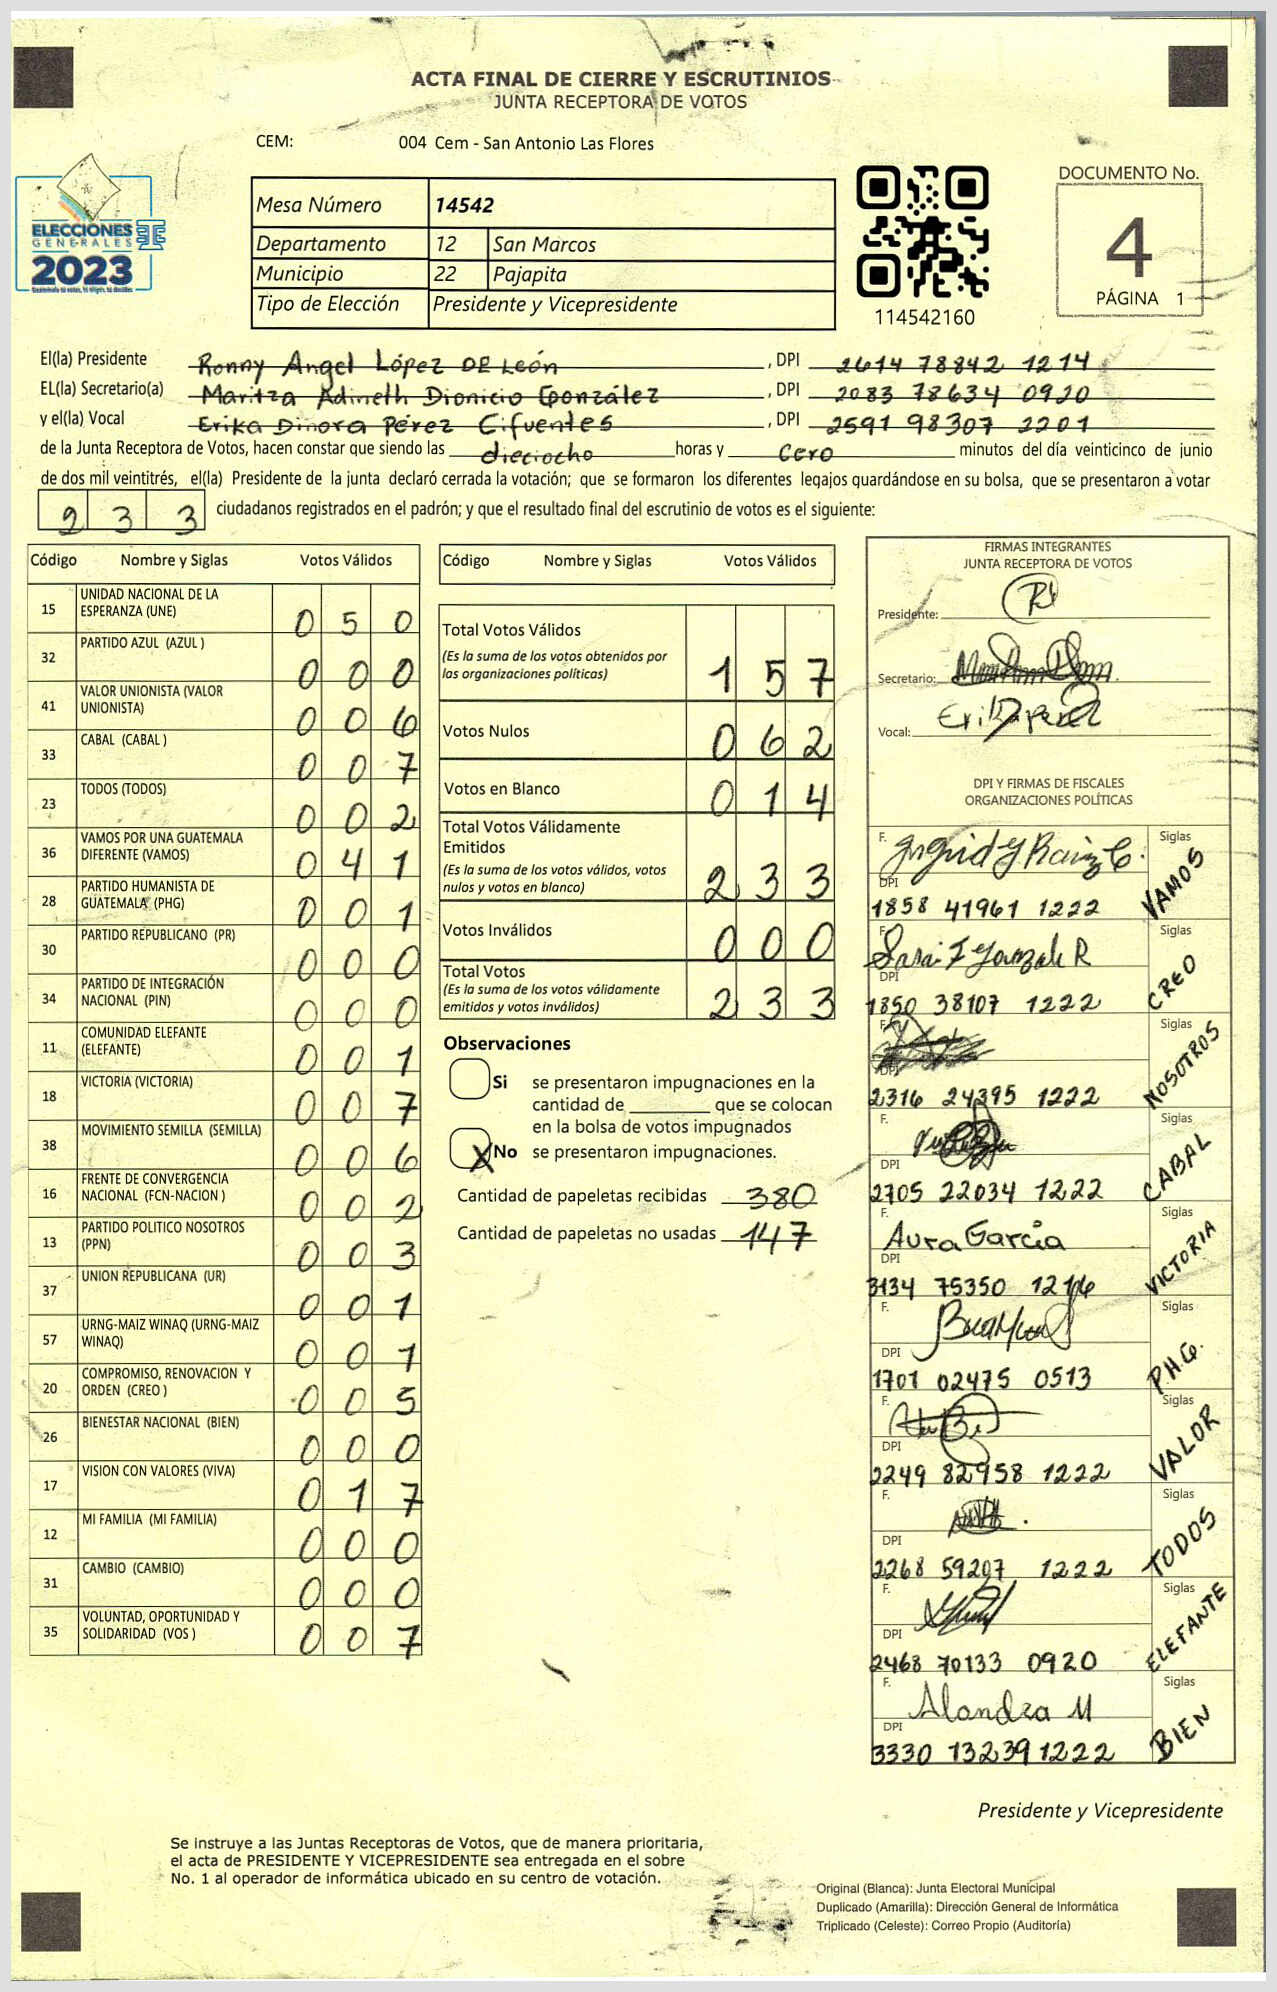 ACTA FINAL DE CIERRE Y ESCRUTINIOS
JUNTA RECEPTORA DE VOTOS
CEM: 004 Cem - San Antonio Las Flores
ELECCIONES
GENERALES
2023
Mesa Número 14542
Departamento 12 San Marcos
Municipio 22 Pajapita
Tipo de Elección Presidente y Vicepresidente
114542160
DOCUMENTO No.
4
PÁGINA 1
El(la) Presidente Ronny Angel López DE León , DPI 2614 78842 1214
EL(la) Secretario(a) Maritza Adineth Dionicio González , DPI 2083 78634 0920
y el(la) Vocal Erika Dinora Pérez Cifuentes , DPI 2591 98307 2201
de la Junta Receptora de Votos, hacen constar que siendo las dieciocho horas y cero minutos del día veinticinco de junio
de dos mil veintitrés, el(la) Presidente de la junta declaró cerrada la votación; que se formaron los diferentes legajos guardándose en su bolsa, que se presentaron a votar
2 3 3 ciudadanos registrados en el padrón; y que el resultado final del escrutinio de votos es el siguiente:
Código Nombre y Siglas Votos Válidos
15 UNIDAD NACIONAL DE LA
ESPERANZA (UNE) 0 5 0
32 PARTIDO AZUL (AZUL ) 0 0 0
41 VALOR UNIONISTA (VALOR
UNIONISTA) 0 0 6
33 CABAL (CABAL ) 0 0 7
23 TODOS (TODOS) 0 0 2
36 VAMOS POR UNA GUATEMALA
DIFERENTE (VAMOS) 0 4 1
28 PARTIDO HUMANISTA DE
GUATEMALA (PHG) 0 0 1
30 PARTIDO REPUBLICANO (PR) 0 0 0
34 PARTIDO DE INTEGRACIÓN
NACIONAL (PIN) 0 0 0
11 COMUNIDAD ELEFANTE
(ELEFANTE) 0 0 1
18 VICTORIA (VICTORIA) 0 0 7
38 MOVIMIENTO SEMILLA (SEMILLA) 0 0 6
16 FRENTE DE CONVERGENCIA
NACIONAL (FCN-NACION ) 0 0 2
13 PARTIDO POLITICO NOSOTROS
(PPN) 0 0 3
37 UNION REPUBLICANA (UR) 0 0 1
57 URNG-MAIZ WINAQ (URNG-MAIZ
WINAQ) 0 0 1
20 COMPROMISO, RENOVACION Y
ORDEN (CREO ) 0 0 5
26 BIENESTAR NACIONAL (BIEN) 0 0 0
17 VISION CON VALORES (VIVA) 0 1 7
12 MI FAMILIA (MI FAMILIA) 0 0 0
31 CAMBIO (CAMBIO) 0 0 0
35 VOLUNTAD, OPORTUNIDAD Y
SOLIDARIDAD (VOS ) 0 0 7
Código Nombre y Siglas Votos Válidos
Total Votos Válidos
(Es la suma de los votos obtenidos por
las organizaciones políticas) 1 5 7
Votos Nulos 0 6 2
Votos en Blanco 0 1 4
Total Votos Válidamente
Emitidos
(Es la suma de los votos válidos, votos
nulos y votos en blanco) 2 3 3
Votos Inválidos 0 0 0
Total Votos
(Es la suma de los votos válidamente
emitidos y votos inválidos) 2 3 3
Observaciones
Si se presentaron impugnaciones en la
cantidad de ________ que se colocan
en la bolsa de votos impugnados
X No se presentaron impugnaciones.
Cantidad de papeletas recibidas 380
Cantidad de papeletas no usadas 147
FIRMAS INTEGRANTES
JUNTA RECEPTORA DE VOTOS
Presidente:
Secretario:
Vocal: Erika perez
DPI Y FIRMAS DE FISCALES
ORGANIZACIONES POLÍTICAS
F. Siglas
DPI
1858 41961 1222 VAMOS
F. Siglas
DPI
1850 38107 1222 CREO
F. Siglas
DPI
2316 24395 1222 NOSOTROS
F. Siglas
DPI
2705 22034 1222 CABAL
F. Aura García Siglas
DPI
3134 75350 VICTORIA
F. Siglas
DPI
1701 02475 0513 P.H.G.
F. Siglas
DPI
2249 82958 1222 VALOR
F. Siglas
DPI
2268 59207 1222 TODOS
F. Siglas
DPI
2468 70133 0920 ELEFANTE
F. Siglas
DPI
3330 13239 1222 BIEN
Presidente y Vicepresidente
Se instruye a las Juntas Receptoras de Votos, que de manera prioritaria,
el acta de PRESIDENTE Y VICEPRESIDENTE sea entregada en el sobre
No. 1 al operador de informática ubicado en su centro de votación.
Original (Blanca): Junta Electoral Municipal
Duplicado (Amarilla): Dirección General de Informática
Triplicado (Celeste): Correo Propio (Auditoría)